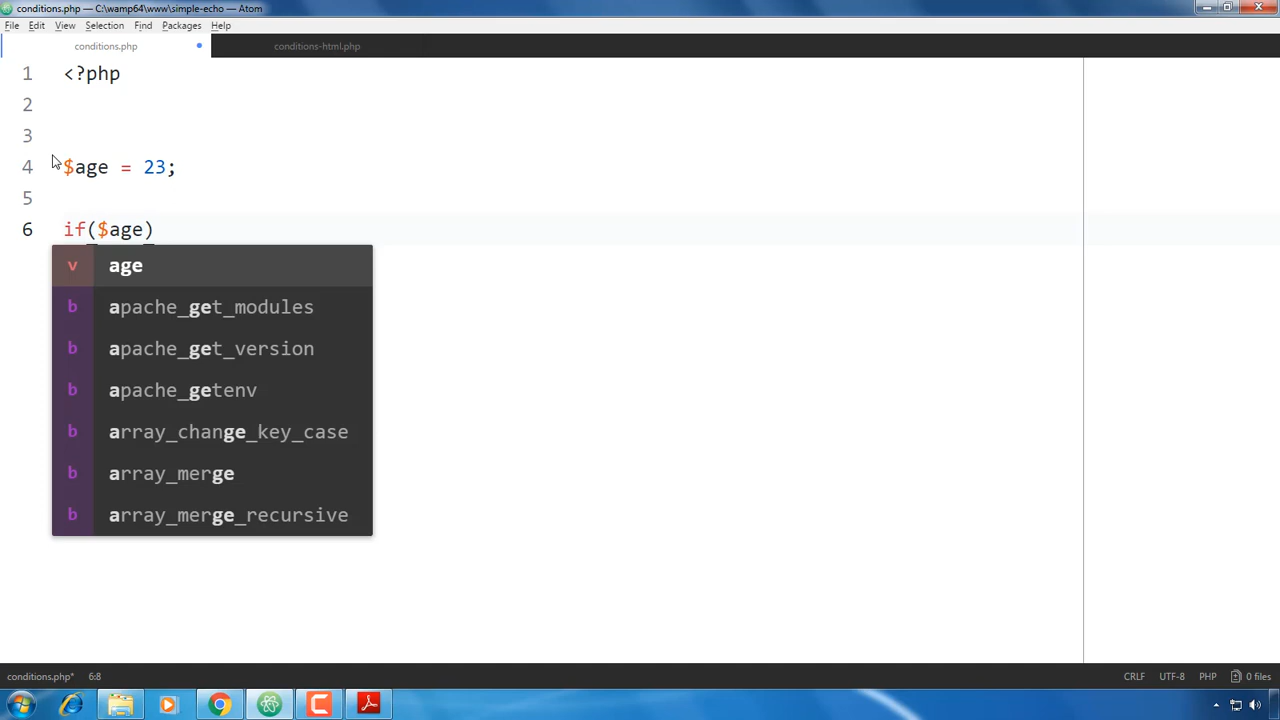 conditions.php — C:\wamp64\www\simple-echo — Atom
File Edit View Selection Find Packages Help
conditions.php conditions-html.php
1 <?php
2
3
4 $age = 23;
5
6 if($age)
v age
b apache_get_modules
b apache_get_version
b apache_getenv
b array_change_key_case
b array_merge
b array_merge_recursive
conditions.php* 6:8 CRLF UTF-8 PHP 0 files